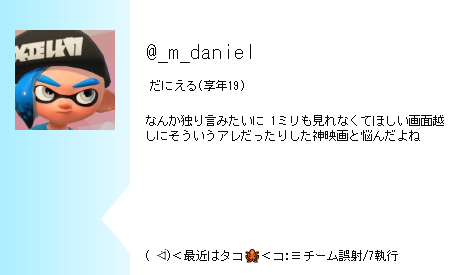 @_m_daniel
だにえる(享年19)
なんか独り言みたいに 1ミリも見れなくてほしい画面越
しにそういうアレだったりした神映画と悩んだよね
( ◁)＜最近はタコ🐙＜コ:≡チーム誤射/7執行